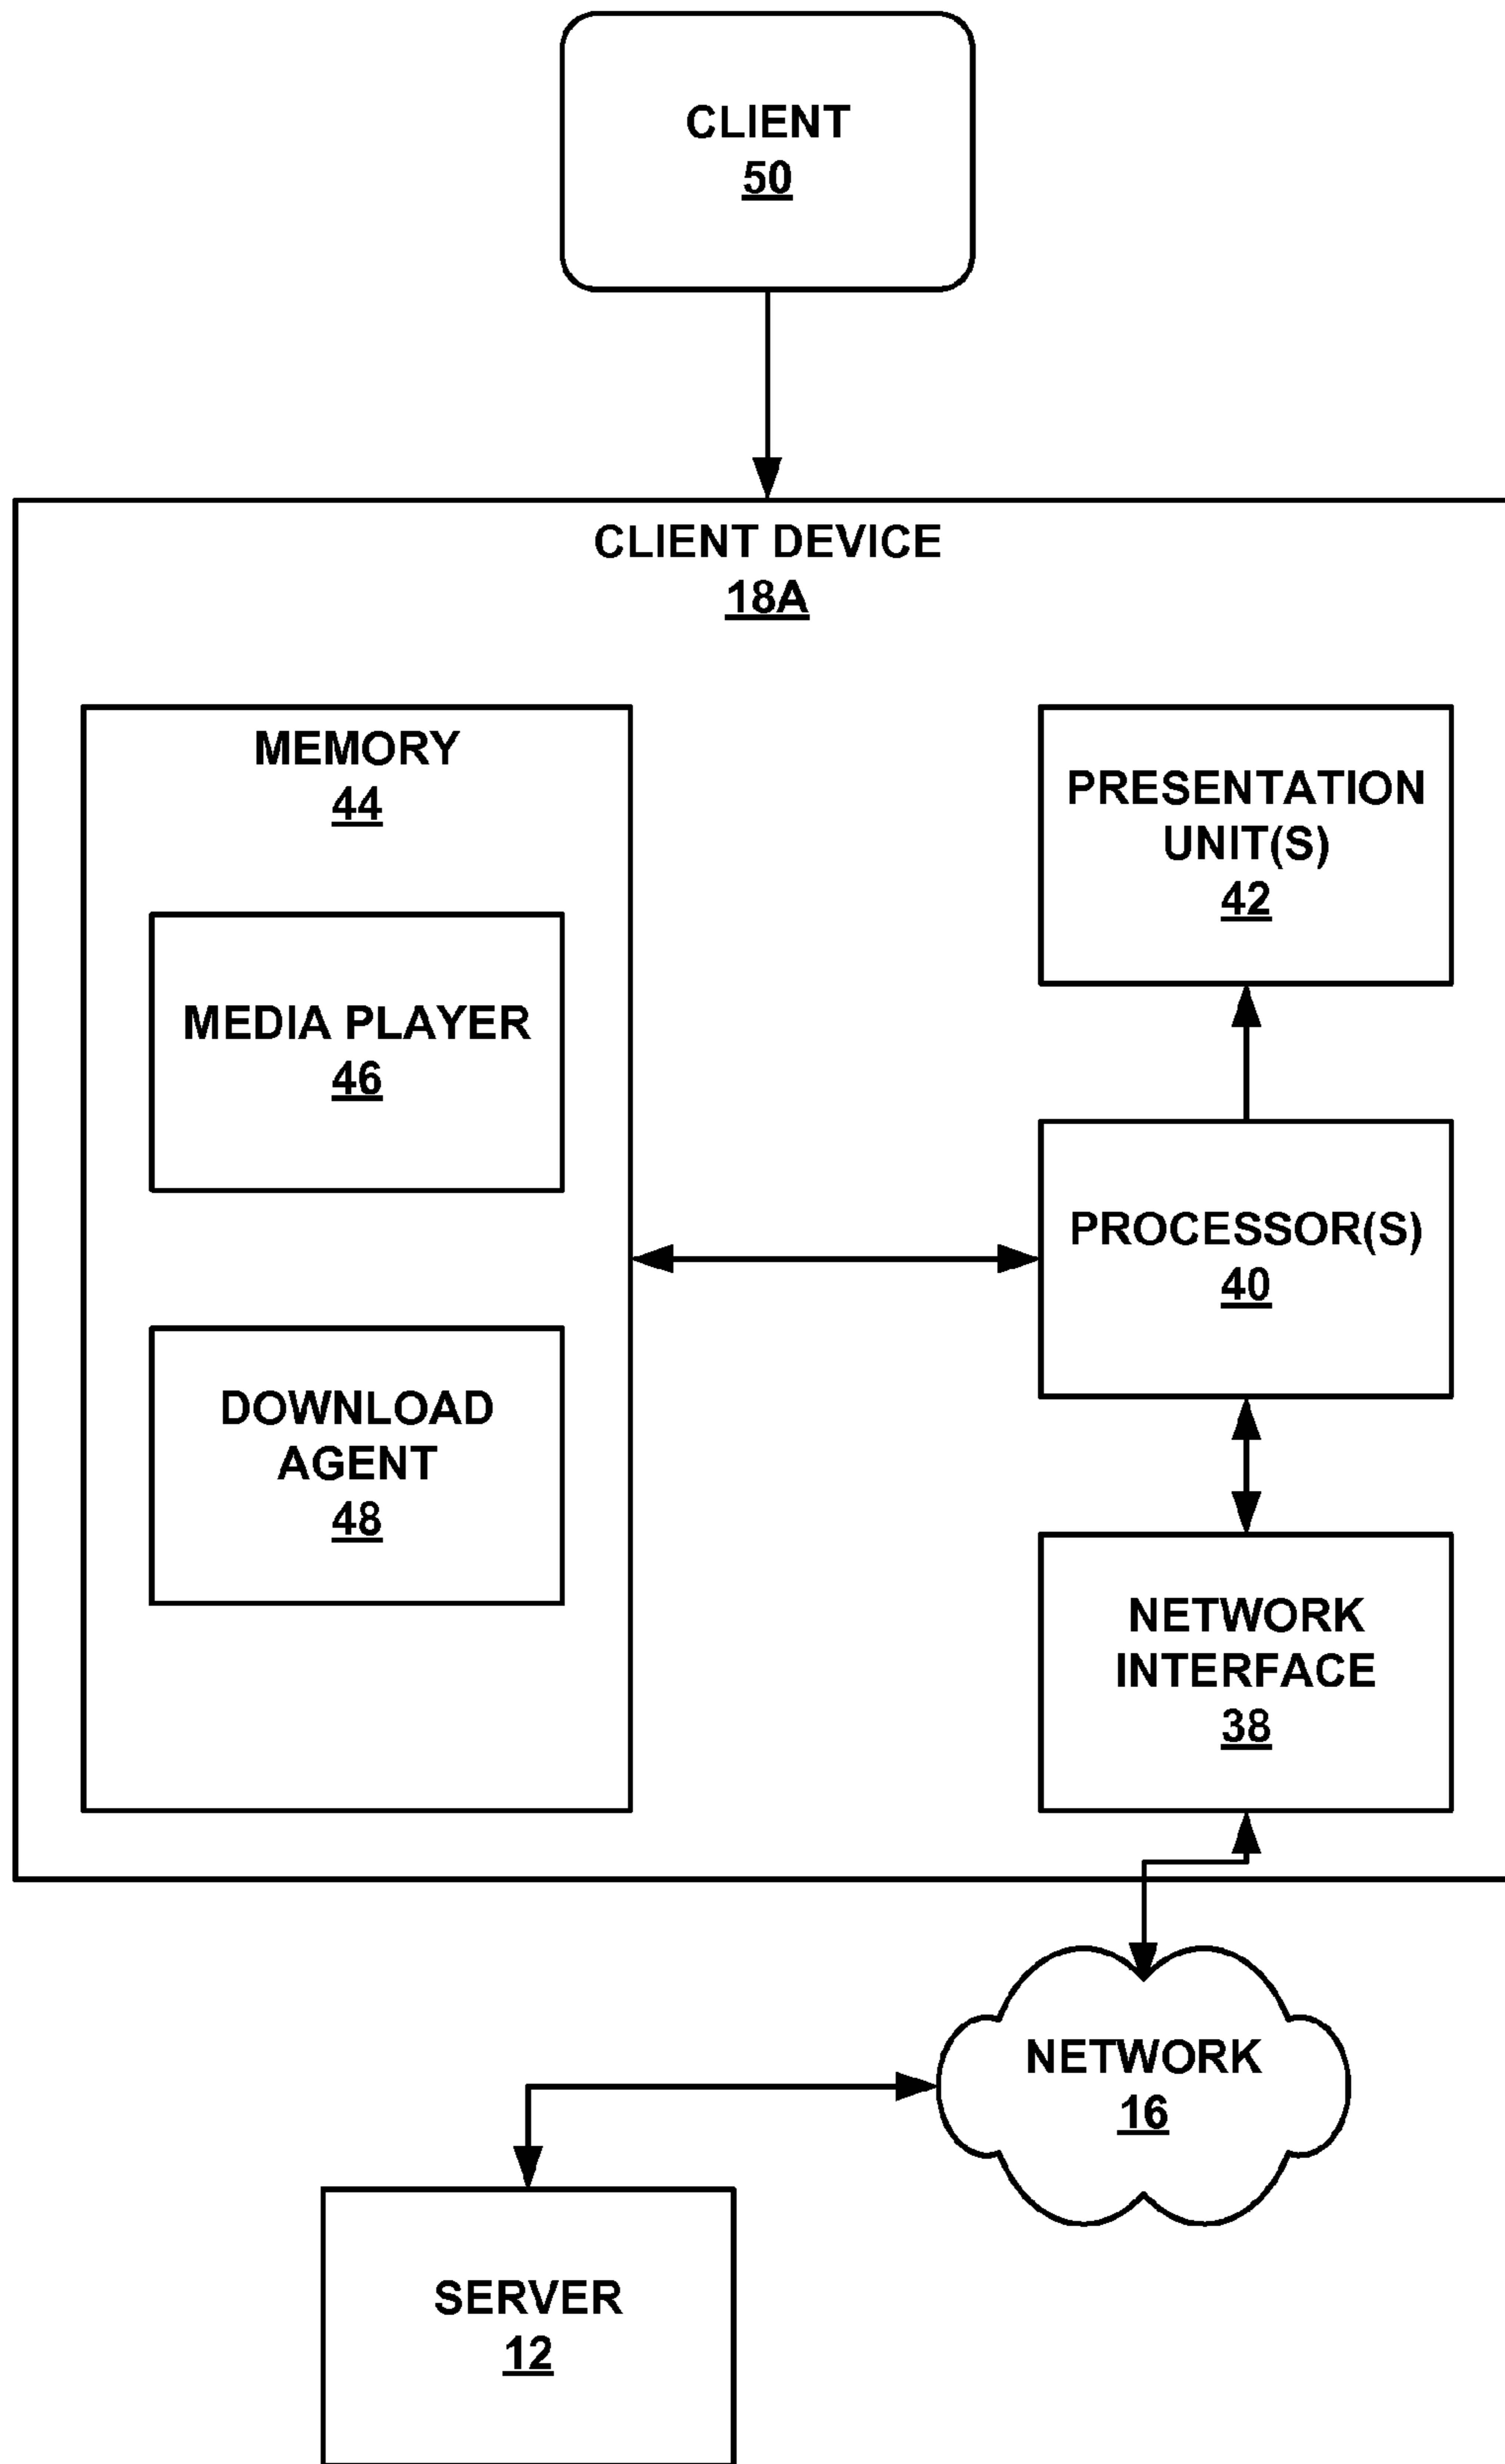 CLIENT
50
CLIENT DEVICE
18A
MEMORY
44
MEDIA PLAYER
46
DOWNLOAD
AGENT
48
PRESENTATION
UNIT(S)
42
PROCESSOR(S)
40
NETWORK
INTERFACE
38
NETWORK
16
SERVER
12